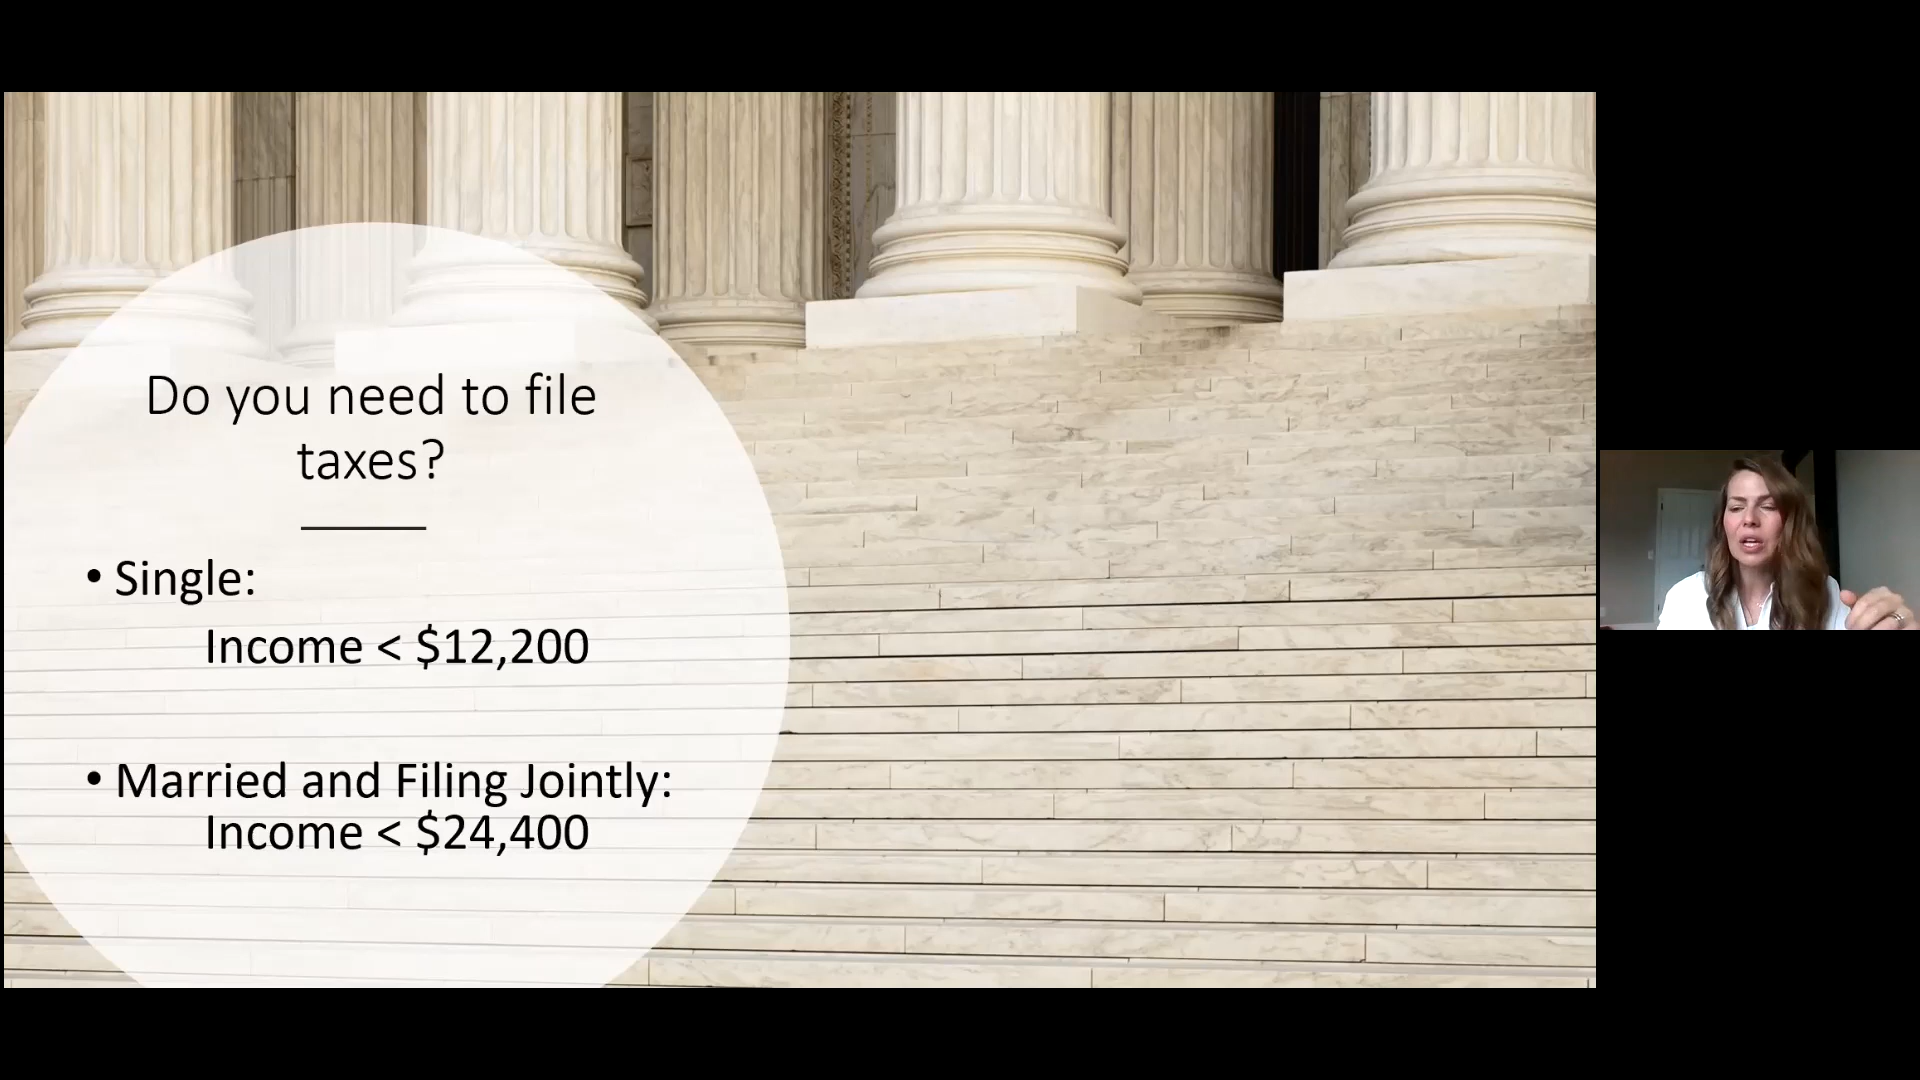 Do you need to file
taxes?
• Single:
Income < $12,200
• Married and Filing Jointly:
Income < $24,400